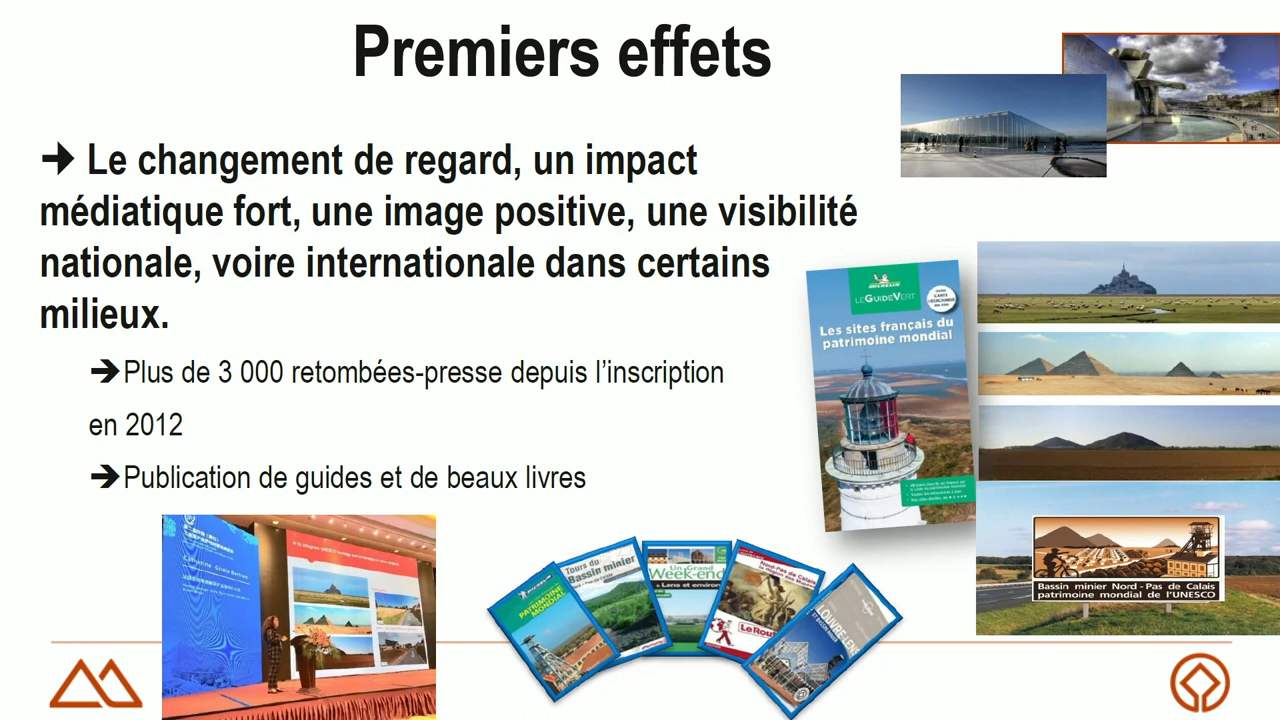 Premiers effets
➔ Le changement de regard, un impact
médiatique fort, une image positive, une visibilité
nationale, voire internationale dans certains
milieux.
➔Plus de 3 000 retombées-presse depuis l’inscription
en 2012
➔Publication de guides et de beaux livres
MICHELIN
LE GUIDE VERT
Les sites français du
patrimoine mondial
Bassin minier Nord - Pas de Calais
patrimoine mondial de l'UNESCO
PATRIMOINE
MONDIAL
Tours du
Bassin minier
Un Grand
Week-end
Nord-Pas de Calais
Le Rout
LOUVRE-LENS